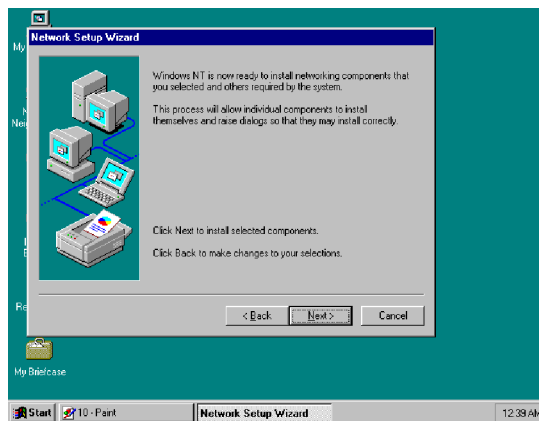 My
Network Setup Wizard
Windows NT is now ready to install networking components that
you selected and others required by the system.
This process will allow individual components to install
themselves and raise dialogs so that they may install correctly.
Nei
Click Next to install selected components.
Click Back to make changes to your selections.
Re
< Back
Next >
Cancel
My Briefcase
Start
10 - Paint
Network Setup Wizard
12:39 AM